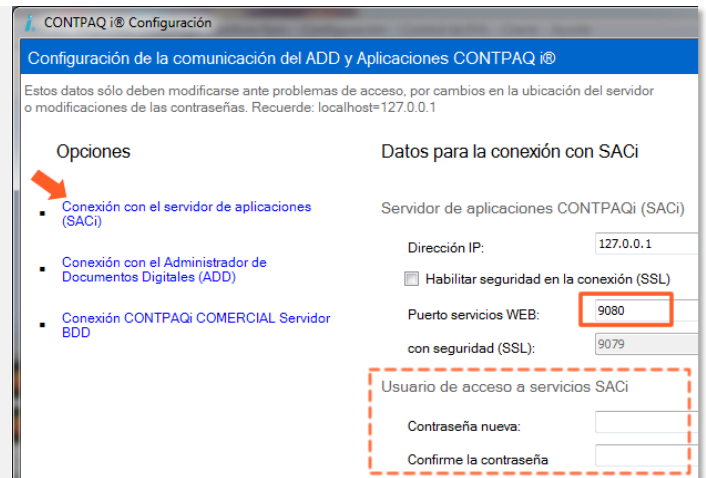 CONTPAQ i® Configuración
Configuración de la comunicación del ADD y Aplicaciones CONTPAQ i®
Estos datos sólo deben modificarse ante problemas de acceso, por cambios en la ubicación del servidor
o modificaciones de las contraseñas. Recuerde: localhost=127.0.0.1
Opciones
Conexión con el servidor de aplicaciones
(SACi)
Conexión con el Administrador de
Documentos Digitales (ADD)
Conexión CONTPAQi COMERCIAL Servidor
BDD
Datos para la conexión con SACi
Servidor de aplicaciones CONTPAQi (SACi)
Dirección IP: 127.0.0.1
Habilitar seguridad en la conexión (SSL)
Puerto servicios WEB: 9080
con seguridad (SSL): 9079
Usuario de acceso a servicios SACi
Contraseña nueva:
Confirme la contraseña